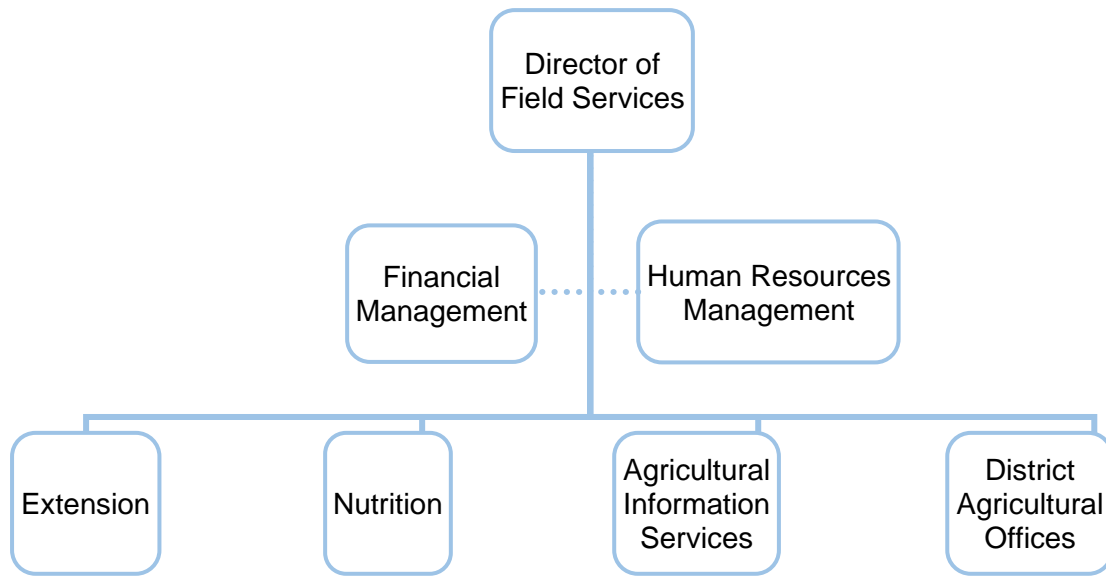 Director of
Field Services
Financial
Management
Human Resources
Management
Extension
Nutrition
Agricultural
Information
Services
District
Agricultural
Offices